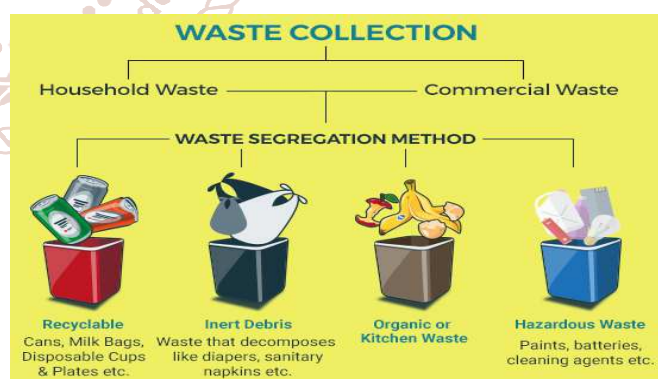 WASTE COLLECTION
Household Waste
Commercial Waste
WASTE SEGREGATION METHOD
Recyclable
Cans, Milk Bags,
Disposable Cups
& Plates etc.
Inert Debris
Waste that decomposes
like diapers, sanitary
napkins etc.
Organic or
Kitchen Waste
Hazardous Waste
Paints, batteries,
cleaning agents etc.